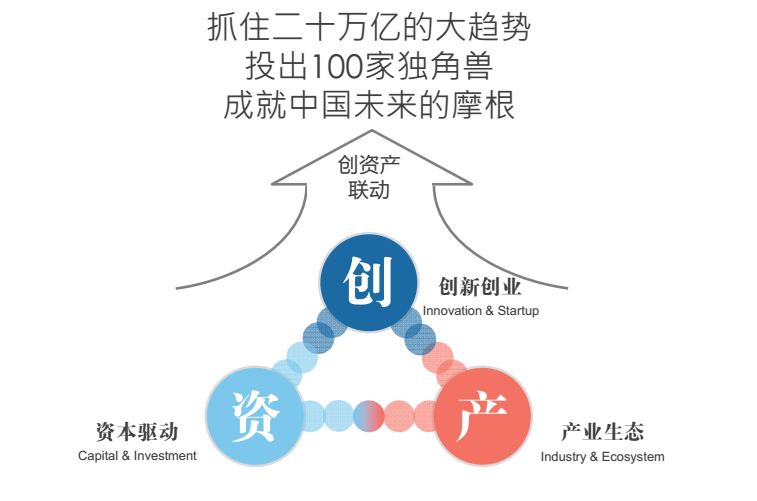 抓住二十万亿的大趋势
投出100家独角兽
成就中国未来的摩根
创资产
联动
创
创新创业
Innovation & Startup
资
资本驱动
Capital & Investment
产
产业生态
Industry & Ecosystem